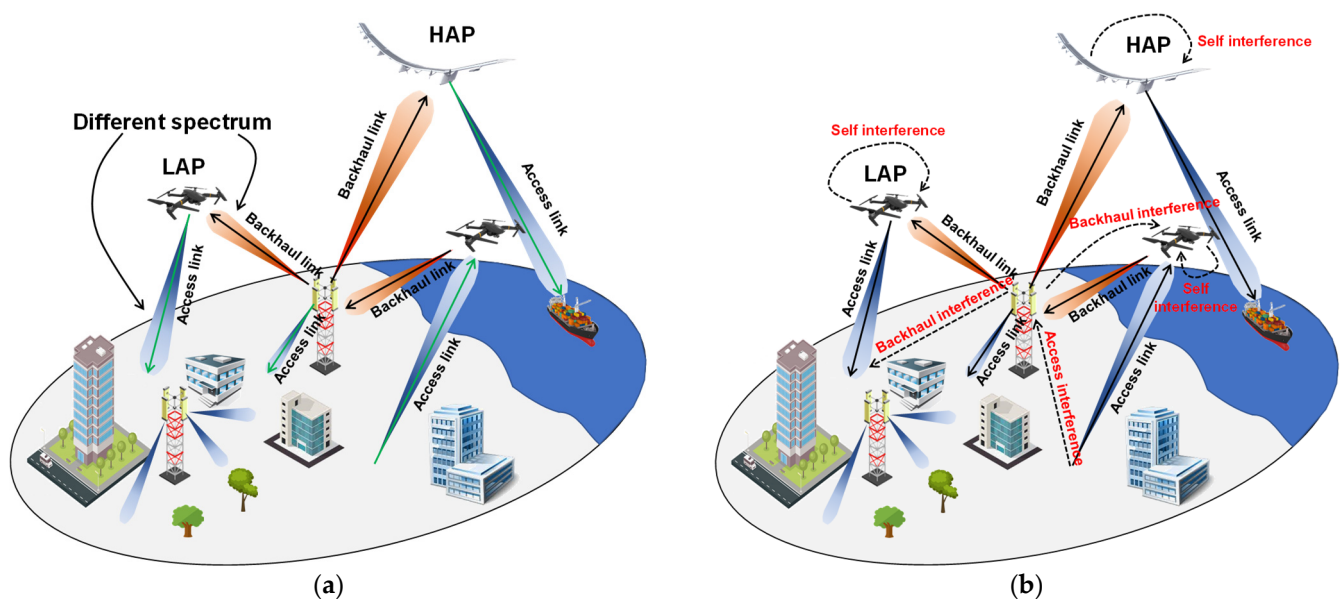 HAP
Different spectrum
LAP
Backhaul link
Access link
Backhaul link
Access link
Backhaul link
Access link
Access link
(a)
HAP
Self interference
Self interference
LAP
Backhaul link
Access link
Backhaul interference
Backhaul link
Access link
Backhaul interference
Backhaul link
Self
interference
Access link
Access interference
Access link
(b)